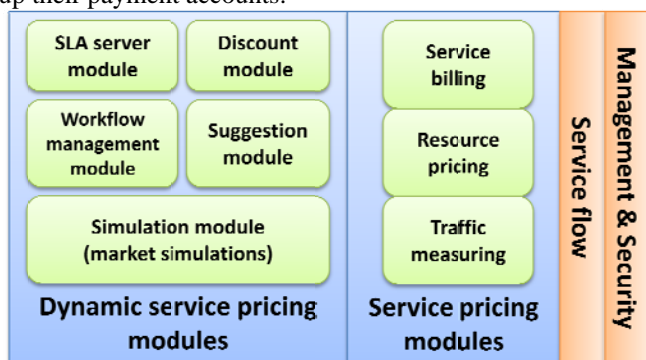 up their payment accounts.
SLA server
module
Discount
module
Workflow
management
module
Suggestion
module
Simulation module
(market simulations)
Dynamic service pricing
modules
Service
billing
Resource
pricing
Traffic
measuring
Service pricing
modules
Service flow
Management & Security